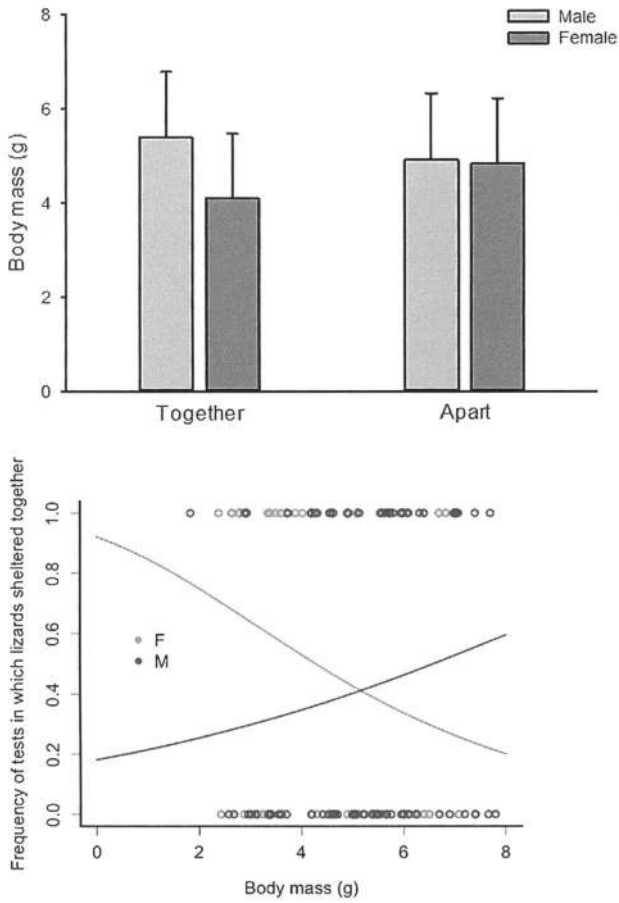 8
6
4
2
0
Body mass (g)
Male
Female
Together
Apart
Frequency of tests in which lizards sheltered together
1.0
0.8
0.6
0.4
0.2
0.0
F
M
0 2 4 6 8
Body mass (g)